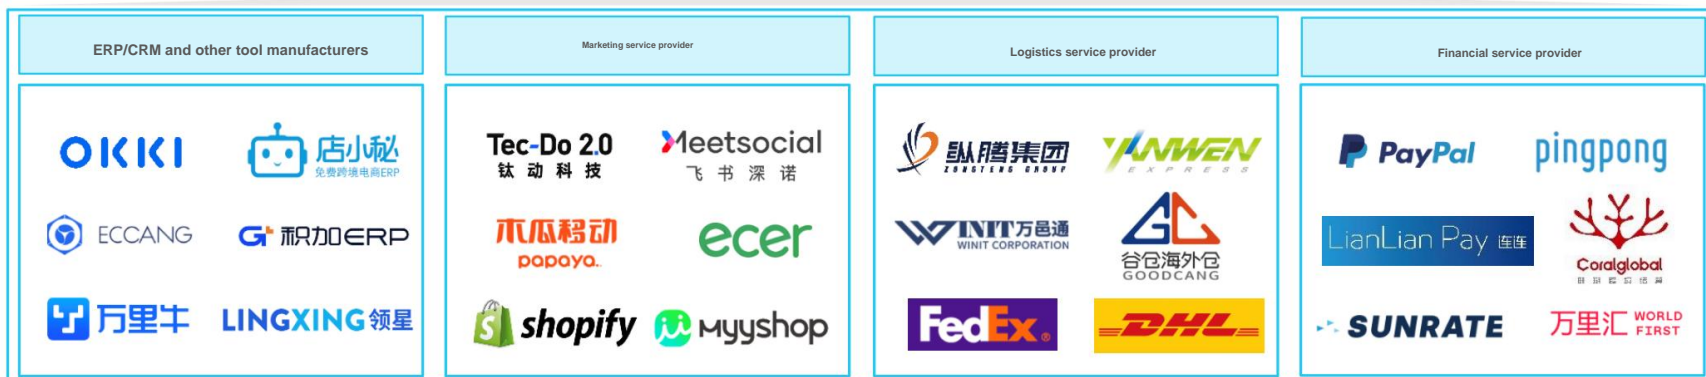 ERP/CRM and other tool manufacturers
Marketing service provider
Logistics service provider
Financial service provider
OKKI
店小秘
免费跨境电商ERP
ECCANG
G+ 积加ERP
万里牛
LINGXING领星
Tec-Do 2.0
钛动科技
Meetsocial
飞书深诺
木瓜移动
papaya.
ecer
shopify
myyshop
纵腾集团
ZONGTENG GROUP
YANWEN
EXPRESS
WINIT万邑通
WINIT CORPORATION
谷仓海外仓
GOODCANG
FedEx®
DHL
PayPal
pingpong
LianLian Pay 连连
Coralglobal
SUNRATE
万里汇 WORLD
FIRST